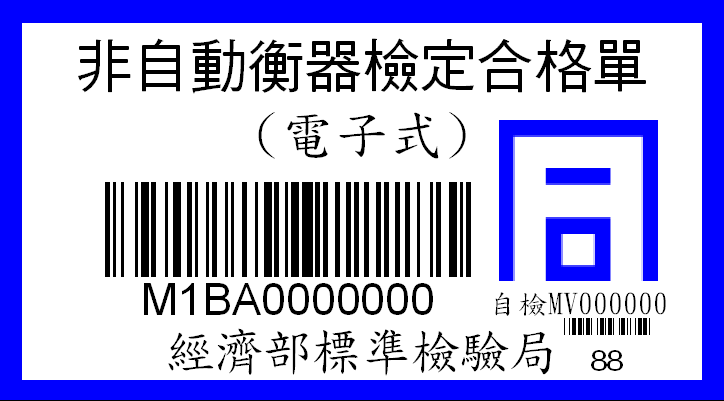 非自動衡器檢定合格單
（電子式）
同
M1BA0000000
自檢MV000000
經濟部標準檢驗局
88